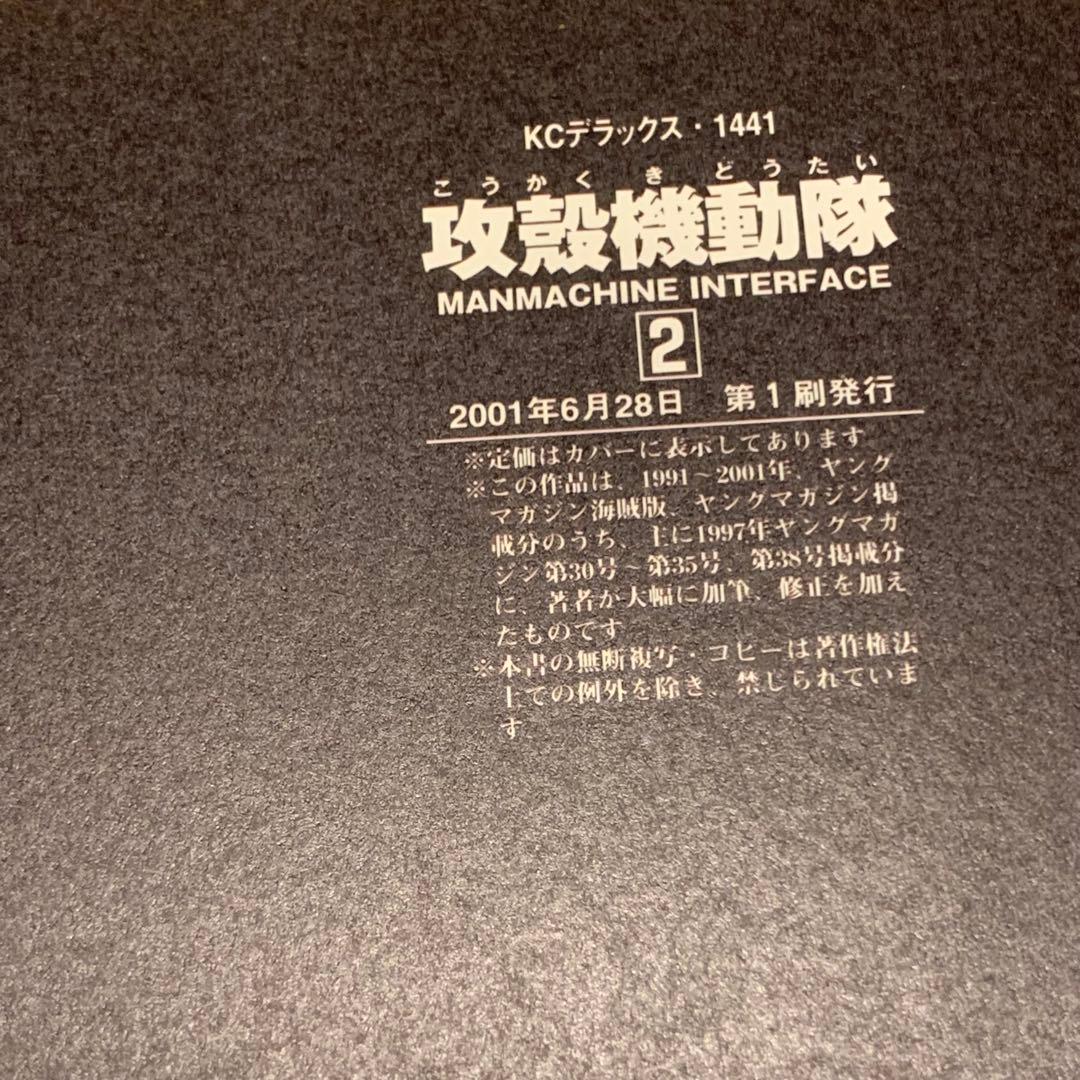 KCデラックス・1441
こうかくきどうたい
攻殻機動隊
MANMACHINE INTERFACE
2
2001年6月28日 第1刷発行
※定価はカバーに表示してあります
※この作品は、1991〜2001年、ヤング
マガジン海賊版、ヤングマガジン掲
載分のうち、主に1997年ヤングマガ
ジン第30号〜第35号、第38号掲載分
に、著者が大幅に加筆、修正を加え
たものです
※本書の無断複写・コピーは著作権法
上での例外を除き、禁じられていま
す